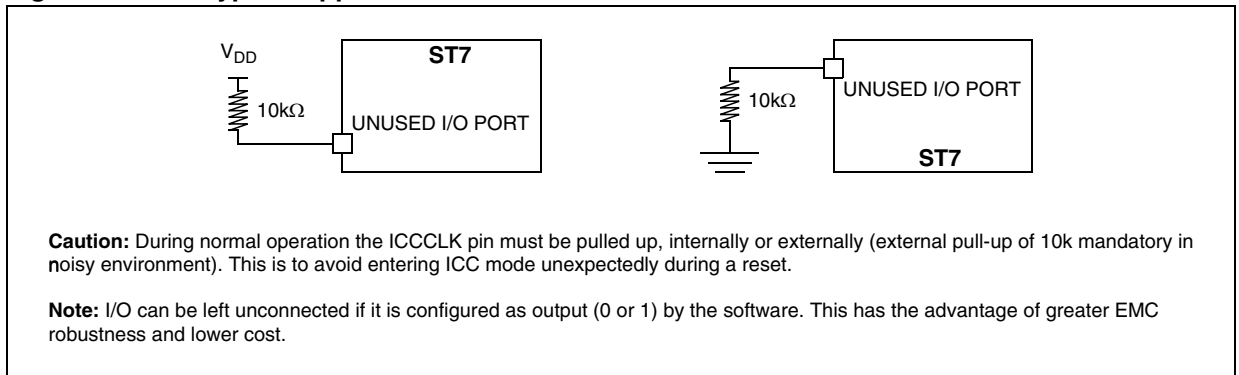 V_DD
10kΩ
ST7
UNUSED I/O PORT
10kΩ
UNUSED I/O PORT
ST7
Caution: During normal operation the ICCCLK pin must be pulled up, internally or externally (external pull-up of 10k mandatory in
noisy environment). This is to avoid entering ICC mode unexpectedly during a reset.
Note: I/O can be left unconnected if it is configured as output (0 or 1) by the software. This has the advantage of greater EMC
robustness and lower cost.